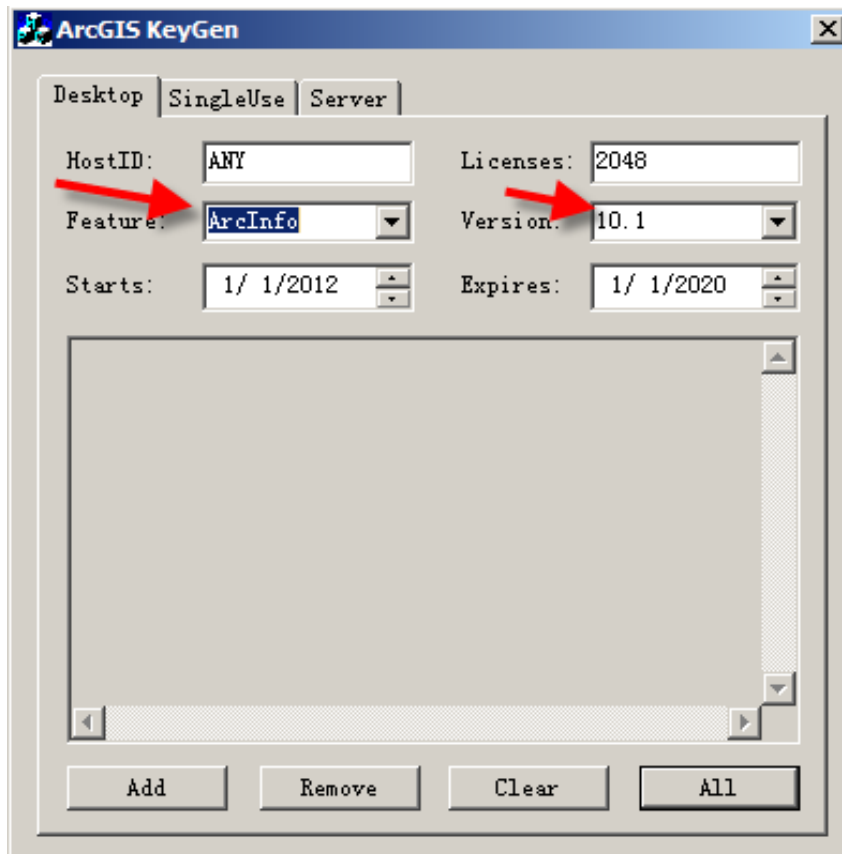 ArcGIS KeyGen
Desktop SingleUse Server
HostID: ANY Licenses: 2048
Feature: ArcInfo Version: 10.1
Starts: 1/ 1/2012 Expires: 1/ 1/2020
Add Remove Clear All